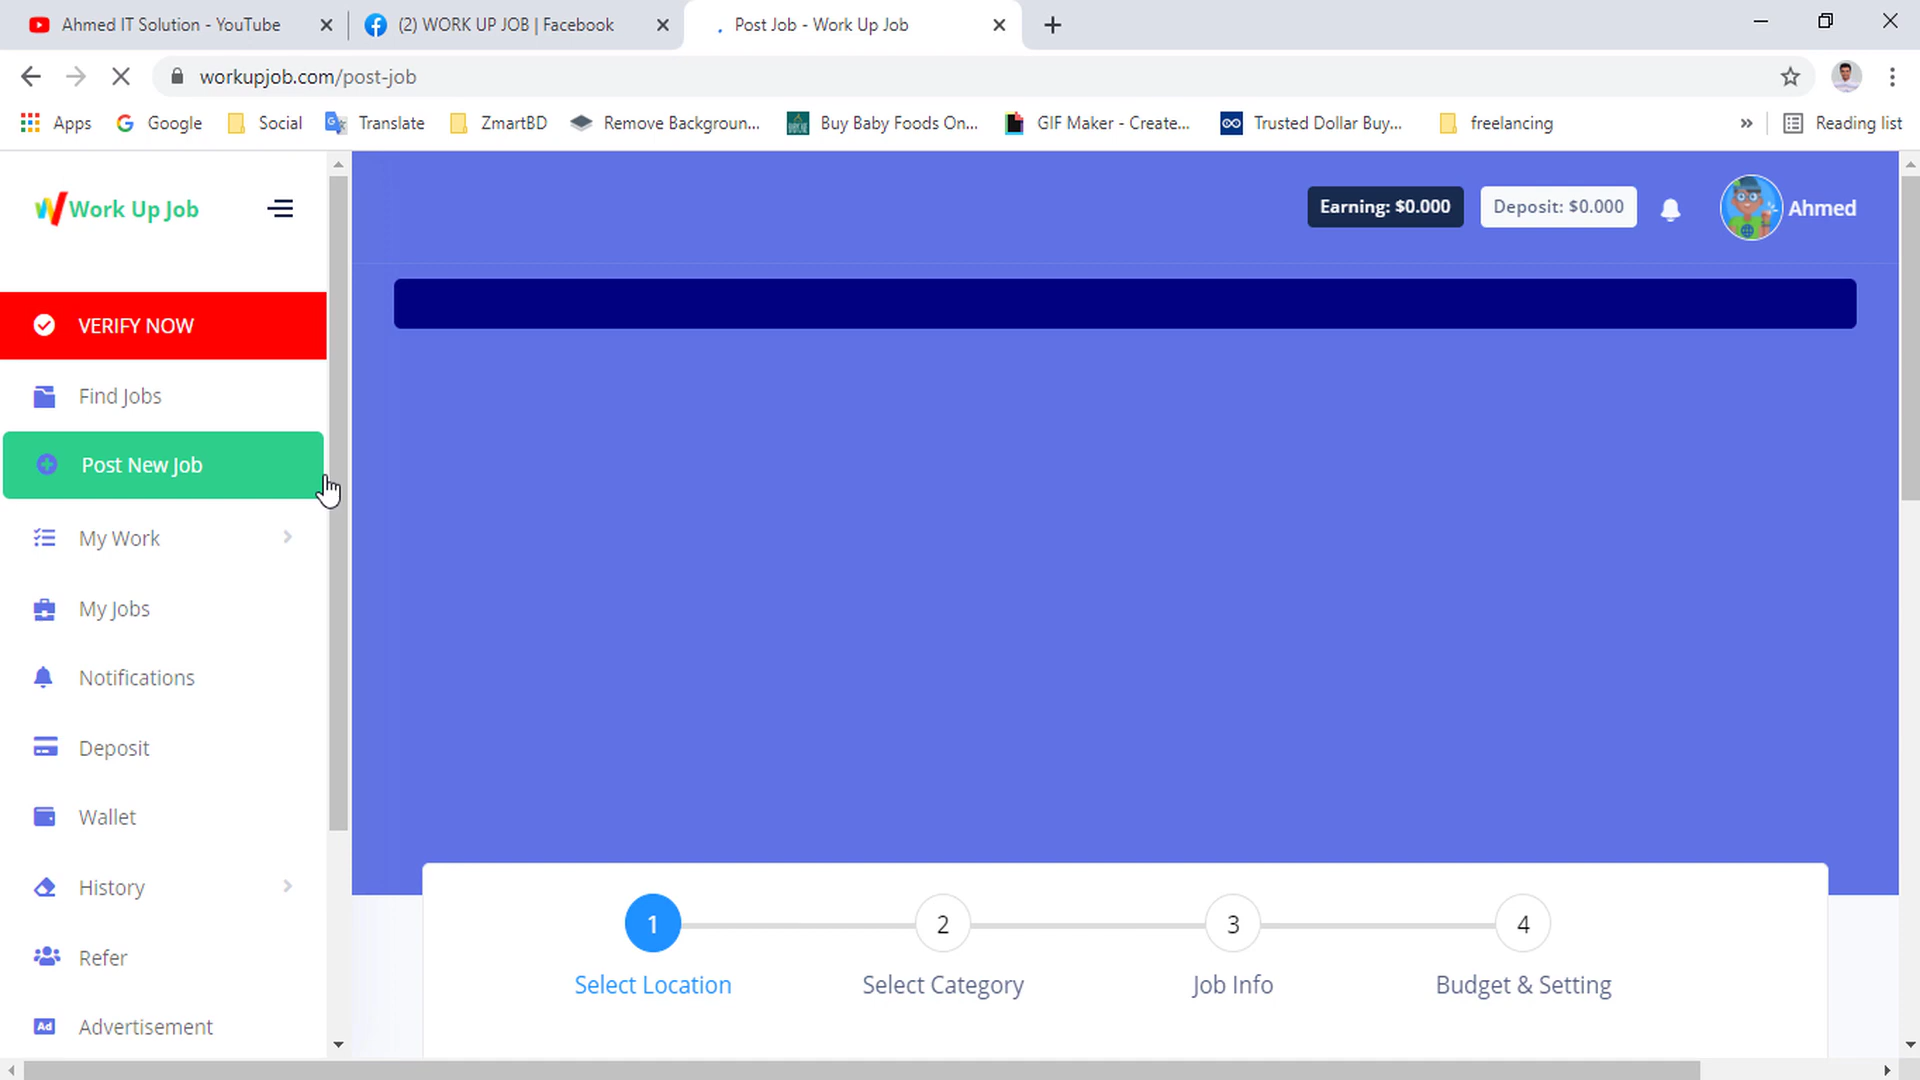 Ahmed IT Solution - YouTube
(2) WORK UP JOB | Facebook
Post Job - Work Up Job
workupjob.com/post-job
Apps
Google
Social
Translate
ZmartBD
Remove Backgroun...
Buy Baby Foods On...
GIF Maker - Create...
Trusted Dollar Buy...
freelancing
»
Reading list
Work Up Job
Earning: $0.000
Deposit: $0.000
Ahmed
VERIFY NOW
Find Jobs
Post New Job
My Work
My Jobs
Notifications
Deposit
Wallet
History
Refer
Ad Advertisement
1
2
3
4
Select Location
Select Category
Job Info
Budget & Setting